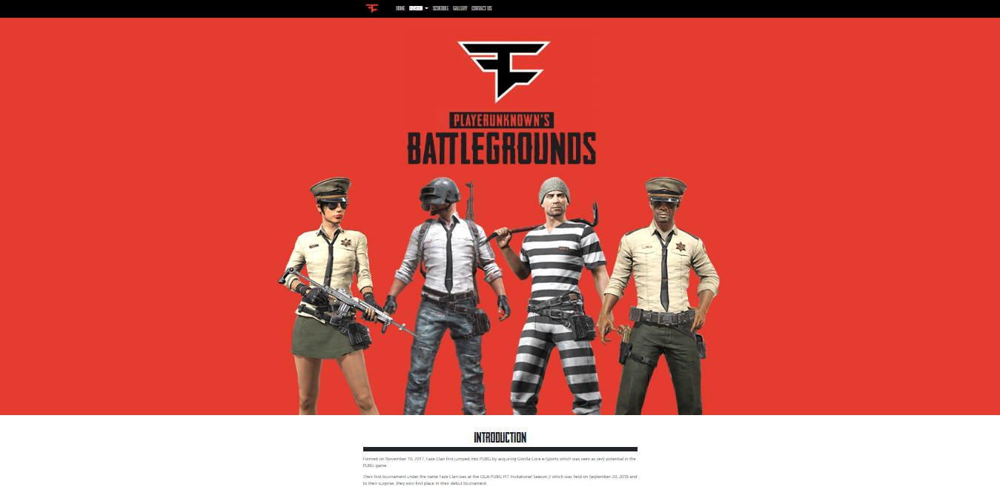 HOME DIVISION SCHEDULE GALLERY CONTACT US
PLAYERUNKNOWN'S
BATTLEGROUNDS
INTRODUCTION
Formed on November 10, 2017, Faze Clan first jumped into PUBG by acquiring Gorilla Core e-Sports which was seen as very potential in the
PUBG game.
Their first tournament under the name Faze Clan was at the OGA PUBG PIT Invitational Season 2 which was held on September 20, 2018 and
to their surprise, they won first place in their debut tournament.